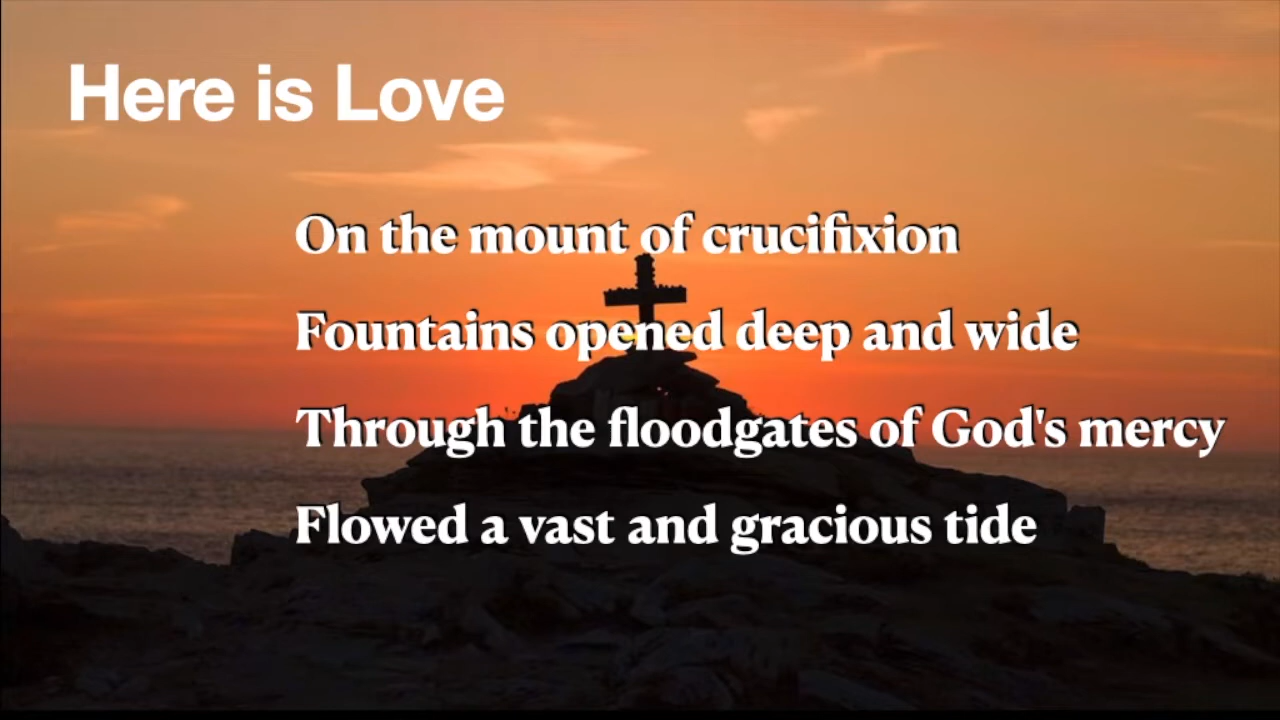 Here is Love
On the mount of crucifixion
Fountains opened deep and wide
Through the floodgates of God's mercy
Flowed a vast and gracious tide